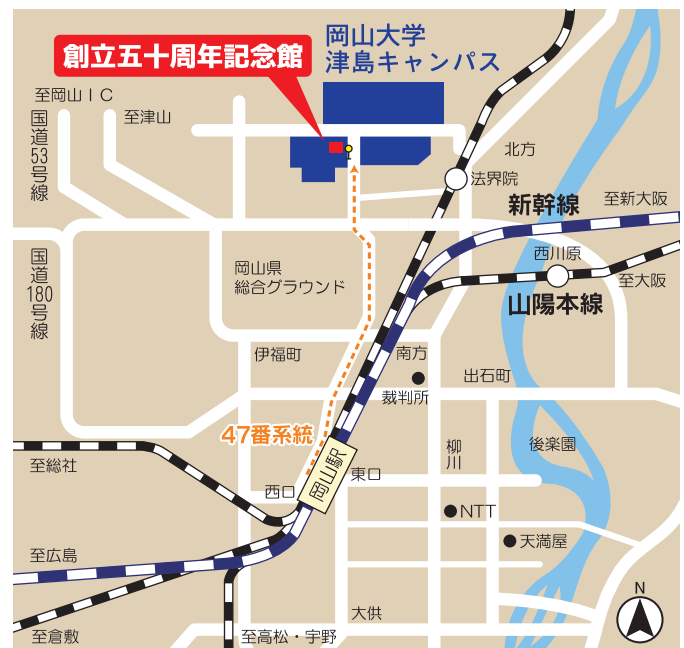 岡山大学
津島キャンパス
創立五十周年記念館
至岡山IC
至津山
国道53号線
北方
法界院
新幹線
至新大阪
国道180号線
岡山県
総合グラウンド
西川原
至大阪
山陽本線
伊福町
南方
裁判所
出石町
47番系統
至総社
岡山駅
西口
東口
柳川
後楽園
NTT
天満屋
至広島
大供
至倉敷
至高松・宇野
N